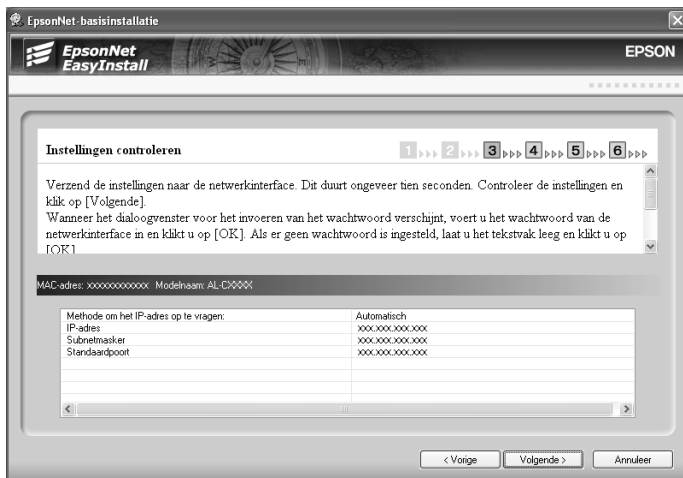 EpsonNet-basisinstallatie
EpsonNet
EasyInstall
EPSON
Instellingen controleren
1 2 3 4 5 6
Verzend de instellingen naar de netwerkinterface. Dit duurt ongeveer tien seconden. Controleer de instellingen en
klik op [Volgende].
Wanneer het dialoogvenster voor het invoeren van het wachtwoord verschijnt, voert u het wachtwoord van de
netwerkinterface in en klikt u op [OK]. Als er geen wachtwoord is ingesteld, laat u het tekstvak leeg en klikt u op
[OK]
MAC-adres: xxxxxxxxxxxx Modelnaam: AL-CXXXX
Methode om het IP-adres op te vragen: Automatisch
IP-adres xxx.xxx.xxx.xxx
Subnetmasker xxx.xxx.xxx.xxx
Standaardpoort xxx.xxx.xxx.xxx
< Vorige Volgende > Annuleer